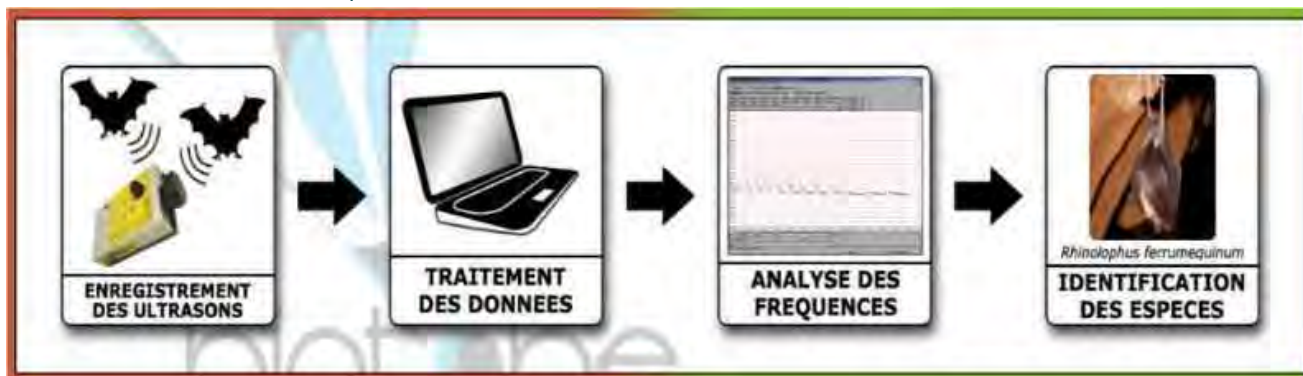 ENREGISTREMENT
DES ULTRASONS
TRAITEMENT
DES DONNEES
ANALYSE DES
FREQUENCES
Rhinolophus ferrumequinum
IDENTIFICATION
DES ESPECES